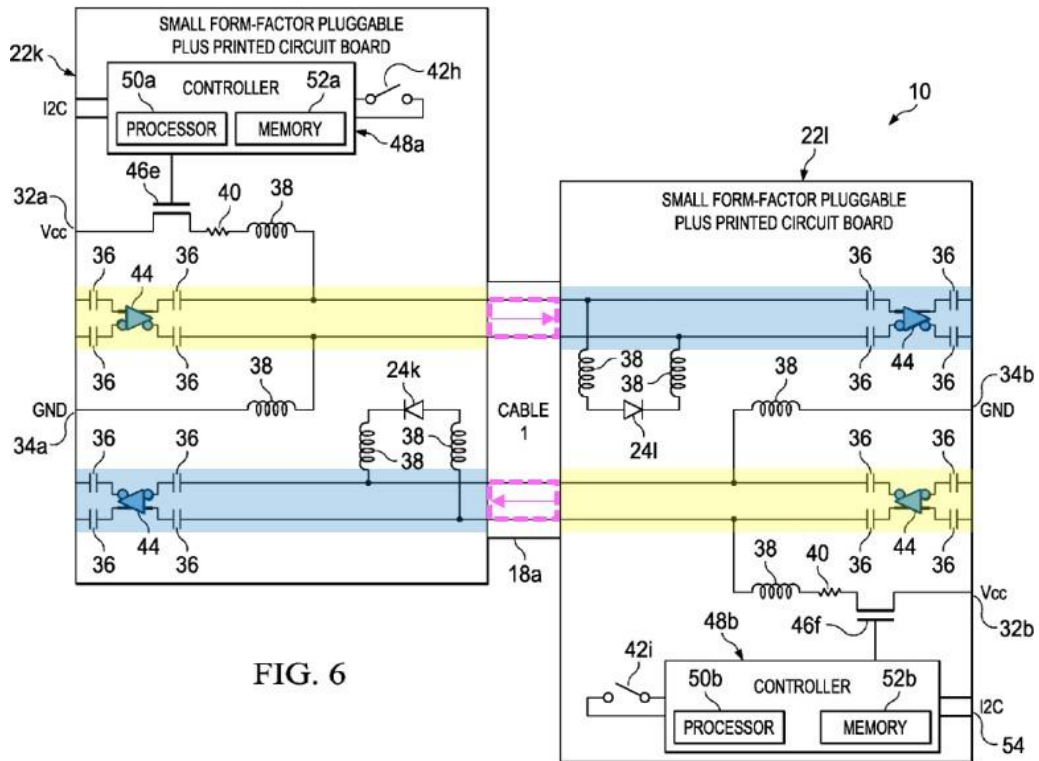 SMALL FORM-FACTOR PLUGGABLE
PLUS PRINTED CIRCUIT BOARD
22k
50a
CONTROLLER
52a
42h
I2C
PROCESSOR
MEMORY
48a
10
46e
32a
40
38
22l
Vcc
SMALL FORM-FACTOR PLUGGABLE
PLUS PRINTED CIRCUIT BOARD
36
44
36
36
36
44
36
36
36
44
36
38
38
38
38
34b
24k
GND
34a
CABLE
1
24l
GND
38
38
36
36
36
36
44
36
36
18a
36
44
36
38
40
Vcc
46f
32b
48b
FIG. 6
42i
50b
CONTROLLER
52b
I2C
PROCESSOR
MEMORY
54